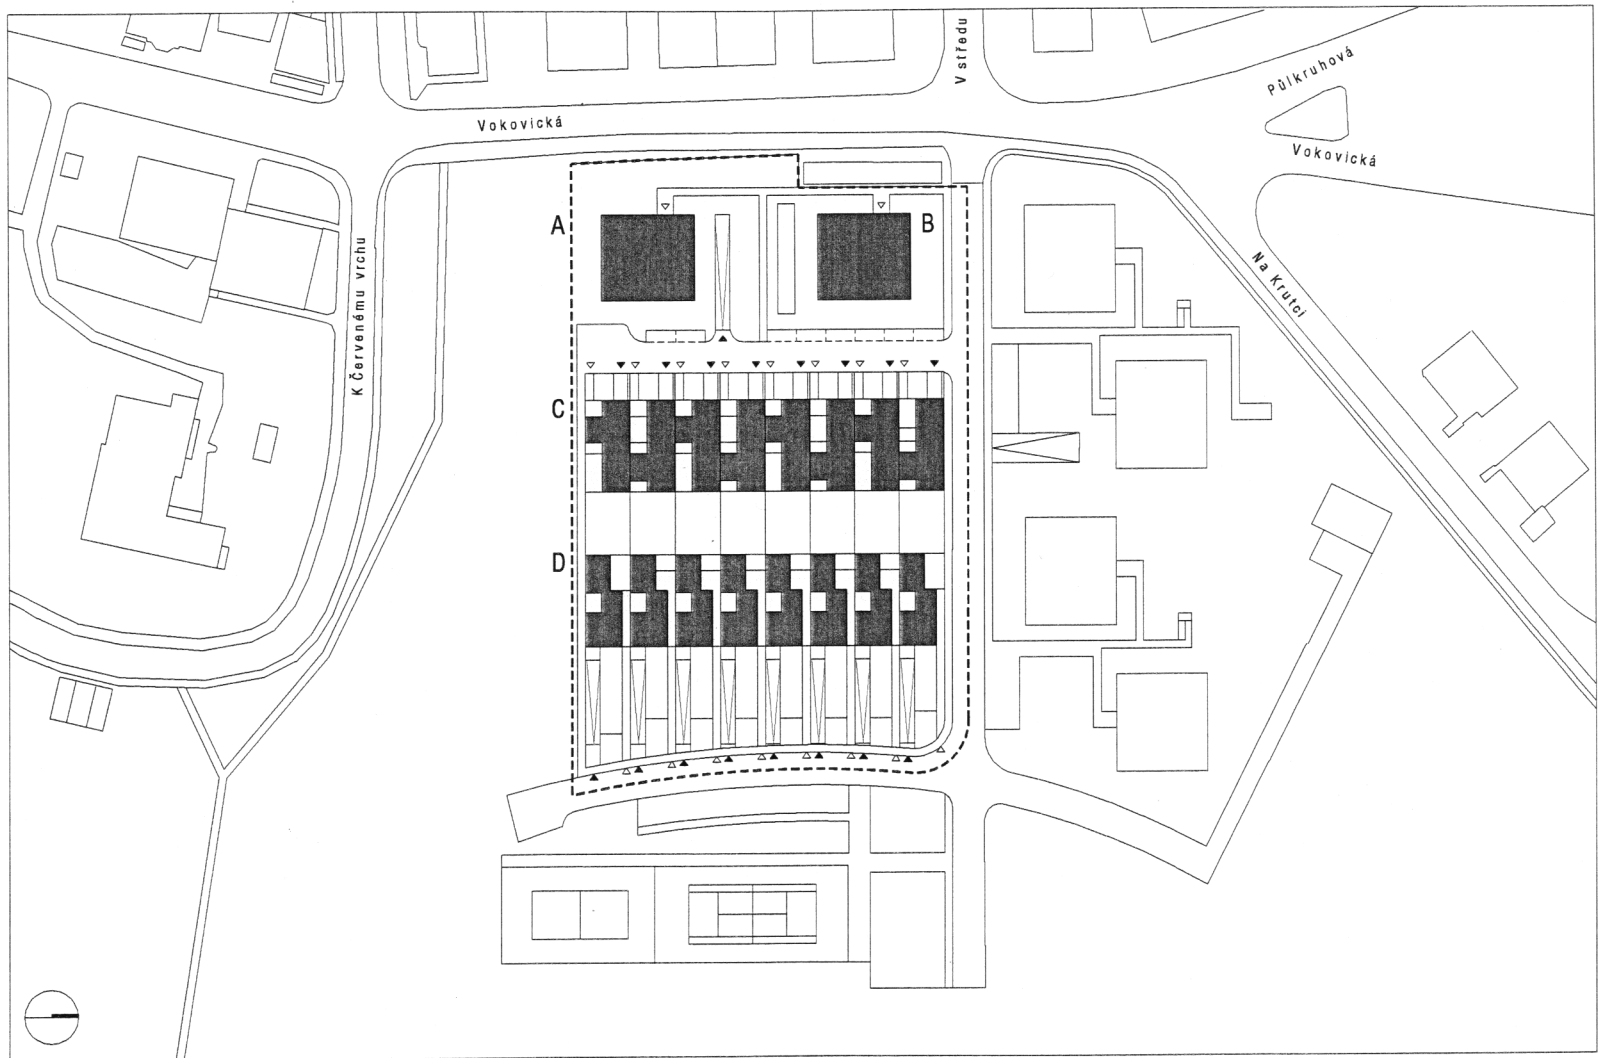 V středu
Půlkruhová
Vokovická
Vokovická
A
B
K Červenému vrchu
Na Krutci
C
D